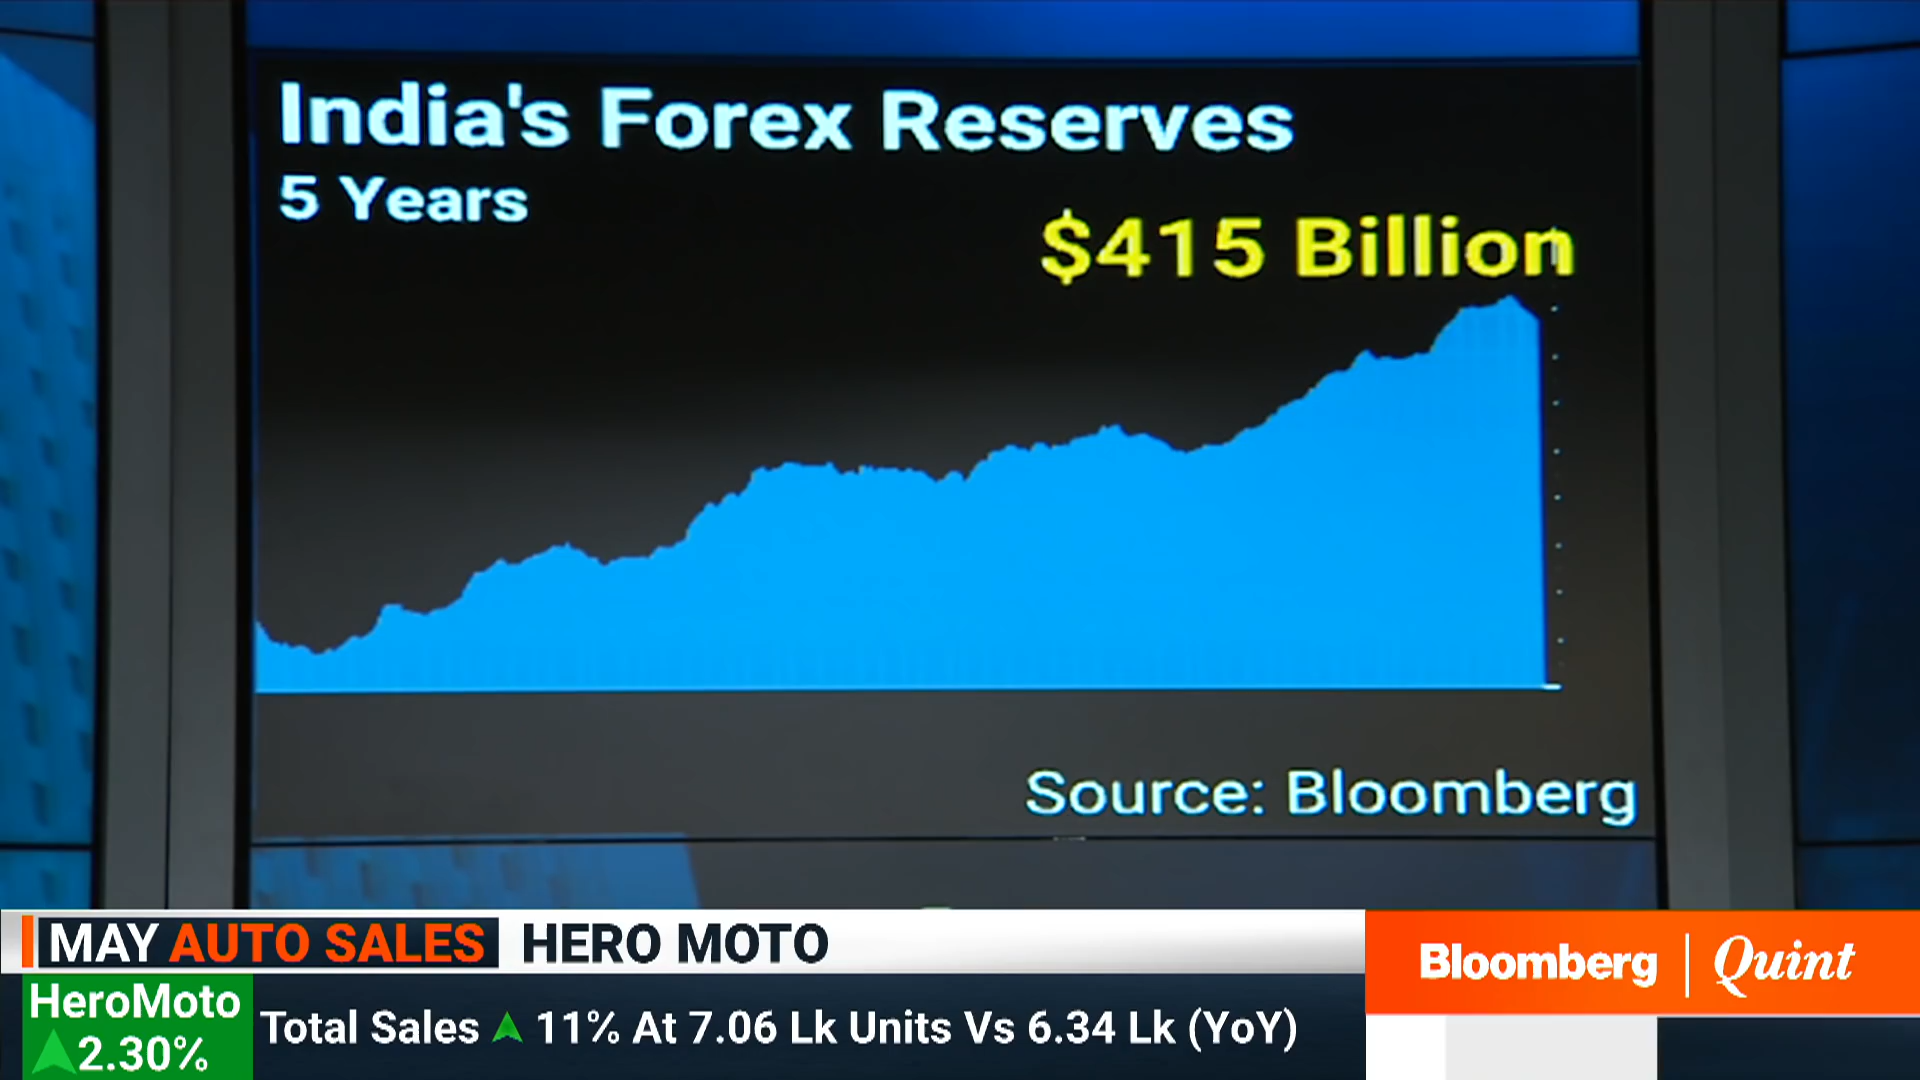 India's Forex Reserves
5 Years
$415 Billion
Source: Bloomberg
MAY AUTO SALES HERO MOTO
HeroMoto
2.30%
Total Sales 11% At 7.06 Lk Units Vs 6.34 Lk (YoY)
Bloomberg | Quint